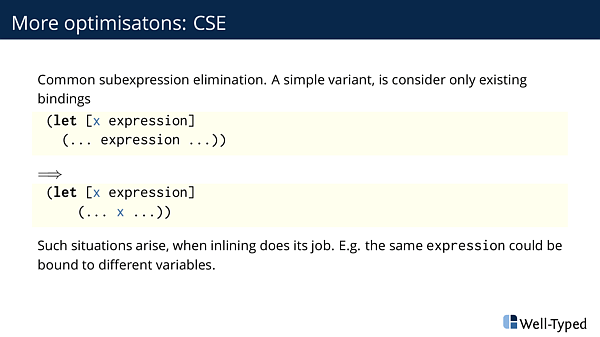 More optimisatons: CSE
Common subexpression elimination. A simple variant, is consider only existing
bindings
(let [x expression]
(... expression ...))
⟹
(let [x expression]
(... x ...))
Such situations arise, when inlining does its job. E.g. the same expression could be
bound to different variables.
Well-Typed